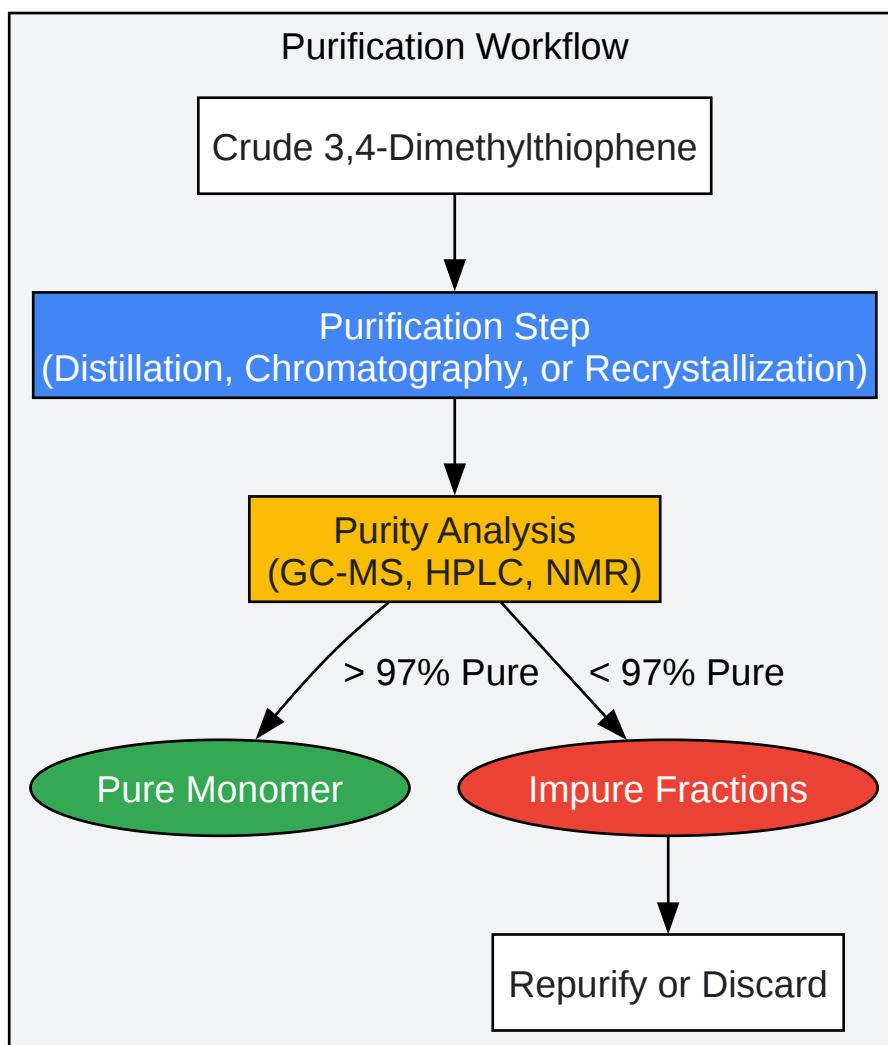 Purification Workflow
Crude 3,4-Dimethylthiophene
Purification Step
(Distillation, Chromatography, or Recrystallization)
Purity Analysis
(GC-MS, HPLC, NMR)
> 97% Pure
< 97% Pure
Pure Monomer
Impure Fractions
Repurify or Discard